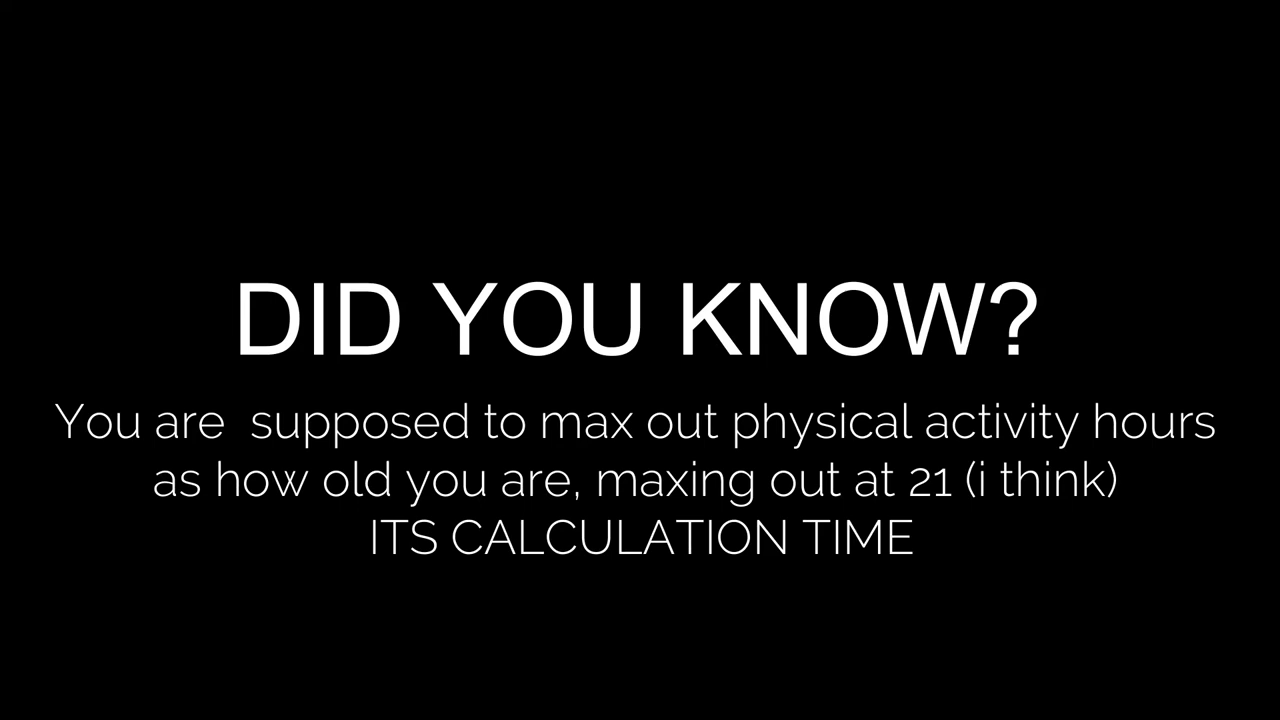 DID YOU KNOW?
You are  supposed to max out physical activity hours
as how old you are, maxing out at 21 (i think)
ITS CALCULATION TIME